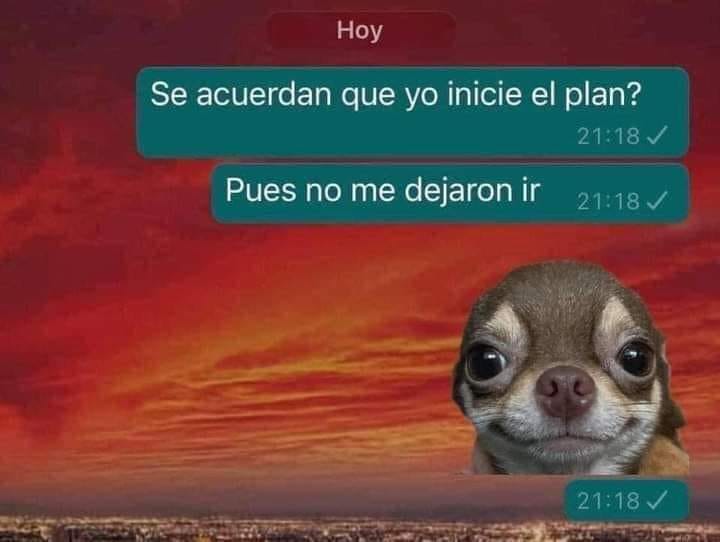 Hoy
Se acuerdan que yo inicie el plan?
21:18
Pues no me dejaron ir 21:18
21:18